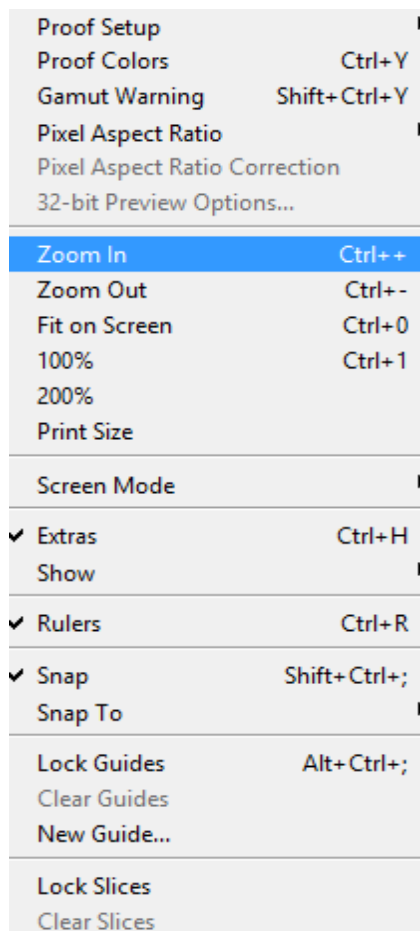 Proof Setup
Proof Colors Ctrl+Y
Gamut Warning Shift+Ctrl+Y
Pixel Aspect Ratio
Pixel Aspect Ratio Correction
32-bit Preview Options...
Zoom In Ctrl++
Zoom Out Ctrl+-
Fit on Screen Ctrl+0
100% Ctrl+1
200%
Print Size
Screen Mode
Extras Ctrl+H
Show
Rulers Ctrl+R
Snap Shift+Ctrl+;
Snap To
Lock Guides Alt+Ctrl+;
Clear Guides
New Guide...
Lock Slices
Clear Slices